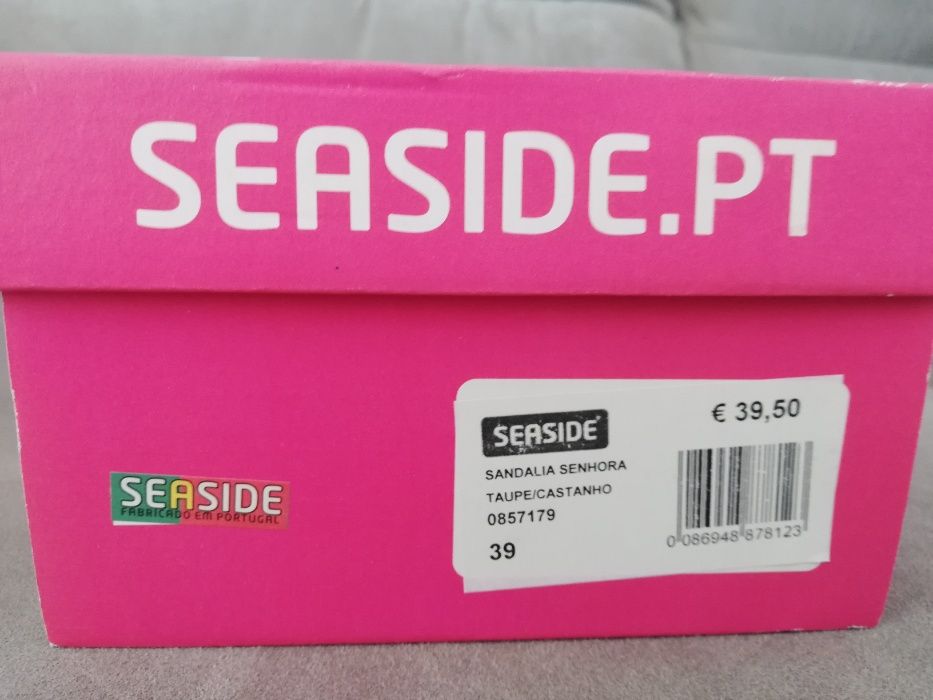 SEASIDE.PT
SEASIDE
FABRICADO EM PORTUGAL
SEASIDE
€ 39,50
SANDALIA SENHORA
TAUPE/CASTANHO
0857179
39
0 086948 878123